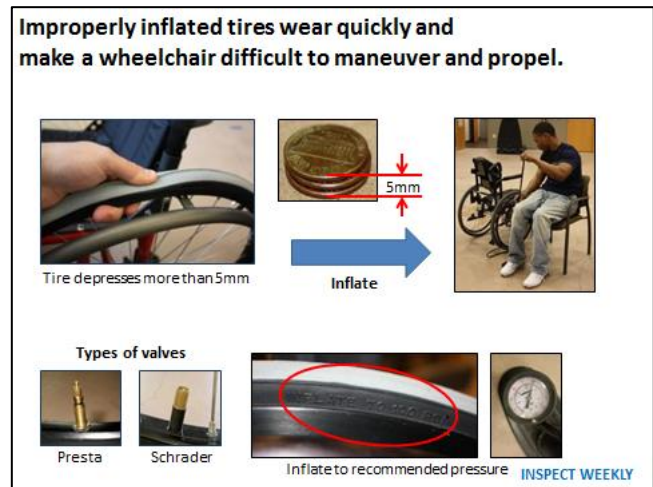 Improperly inflated tires wear quickly and
make a wheelchair difficult to maneuver and propel.
5mm
Tire depresses more than 5mm
Inflate
Types of valves
Presta
Schrader
Inflate to recommended pressure
INSPECT WEEKLY